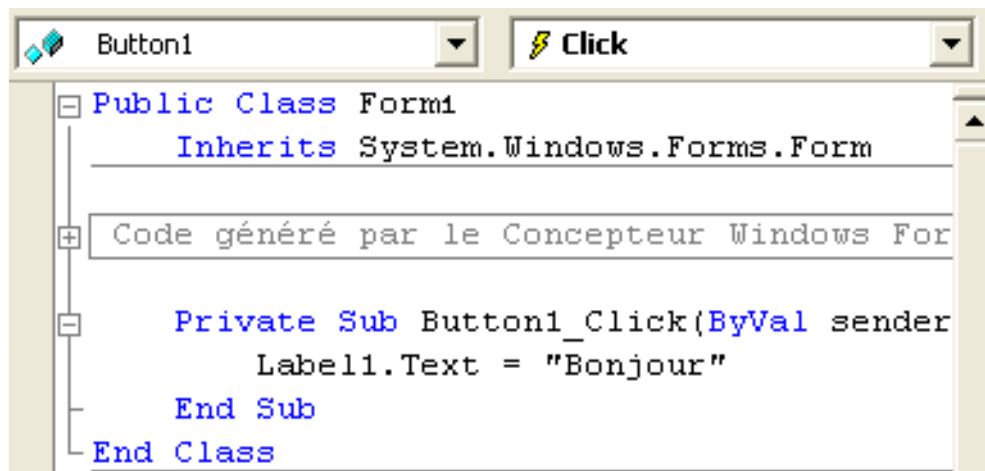 Button1 Click
Public Class Form1
Inherits System.Windows.Forms.Form
Code généré par le Concepteur Windows For
Private Sub Button1_Click(ByVal sender
Label1.Text = "Bonjour"
End Sub
End Class